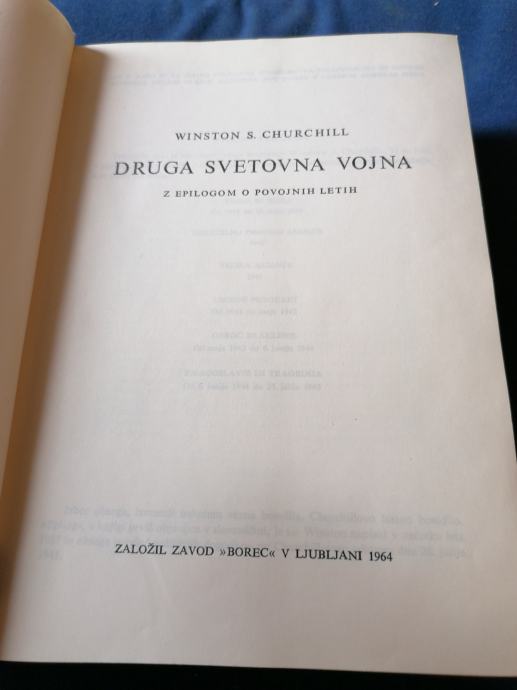 WINSTON S. CHURCHILL
DRUGA SVETOVNA VOJNA
Z EPILOGOM O POVOJNIH LETIH
ZALOŽIL ZAVOD »BOREC« V LJUBLJANI 1964